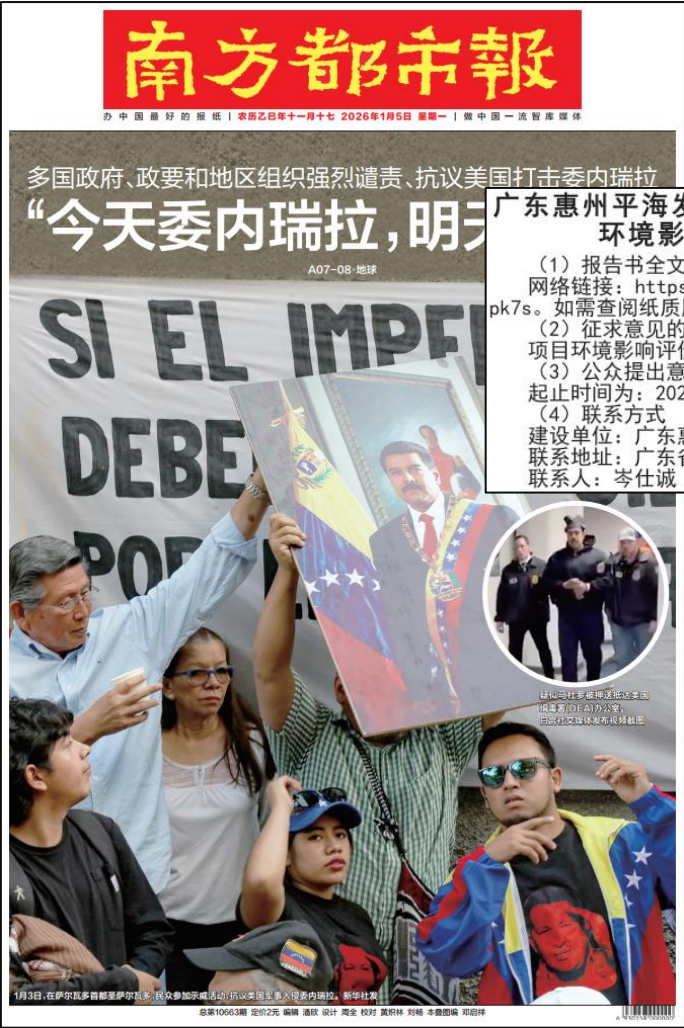 南方都市報
办中国最好的报纸 | 农历乙巳年十一月十七 2026年1月5日 星期一 | 做中国一流智库媒体
多国政府、政要和地区组织强烈谴责、抗议美国打击委内瑞拉
“今天委内瑞拉,明
A07-08·地球
广东惠州平海
环境影
(1)报告书全文
网络链接:https
pk7s。如需查阅纸质
(2)征求意见的
项目环境影响评
(3)公众提出意
起止时间为:202
(4)联系方式
建设单位:广东
联系地址:广东省
联系人:岑仕诚
SI EL IMPE
DEBE
POR
疑似马杜罗被押送抵达美国
缉毒署(DEA)办公室。
白宫社交媒体发布视频截图
1月3日,在萨尔瓦多首都圣萨尔瓦多,民众参加示威活动,抗议美国军事入侵委内瑞拉。新华社发
总第10663期 定价2元 编辑 潘欣 设计 周全 校对 黄炽林 刘畅 本叠图编 邓启祥